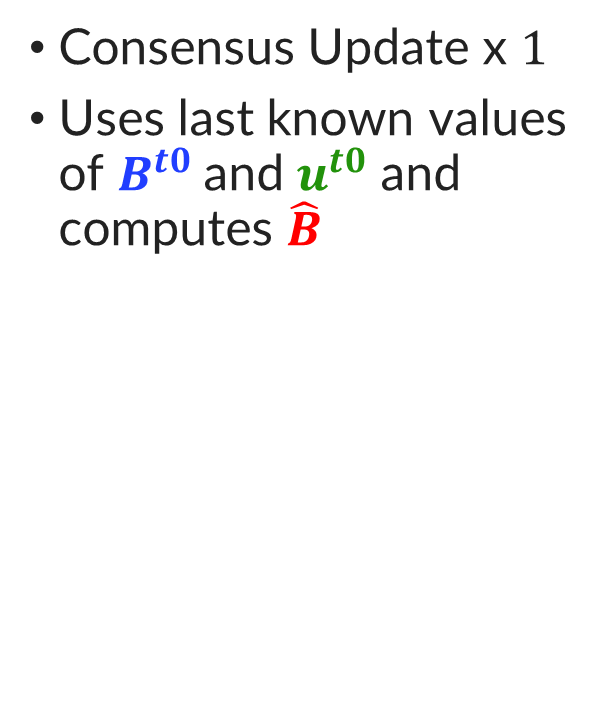 • Consensus Update x 1
• Uses last known values
of B^{t0} and u^{t0} and
computes B̂